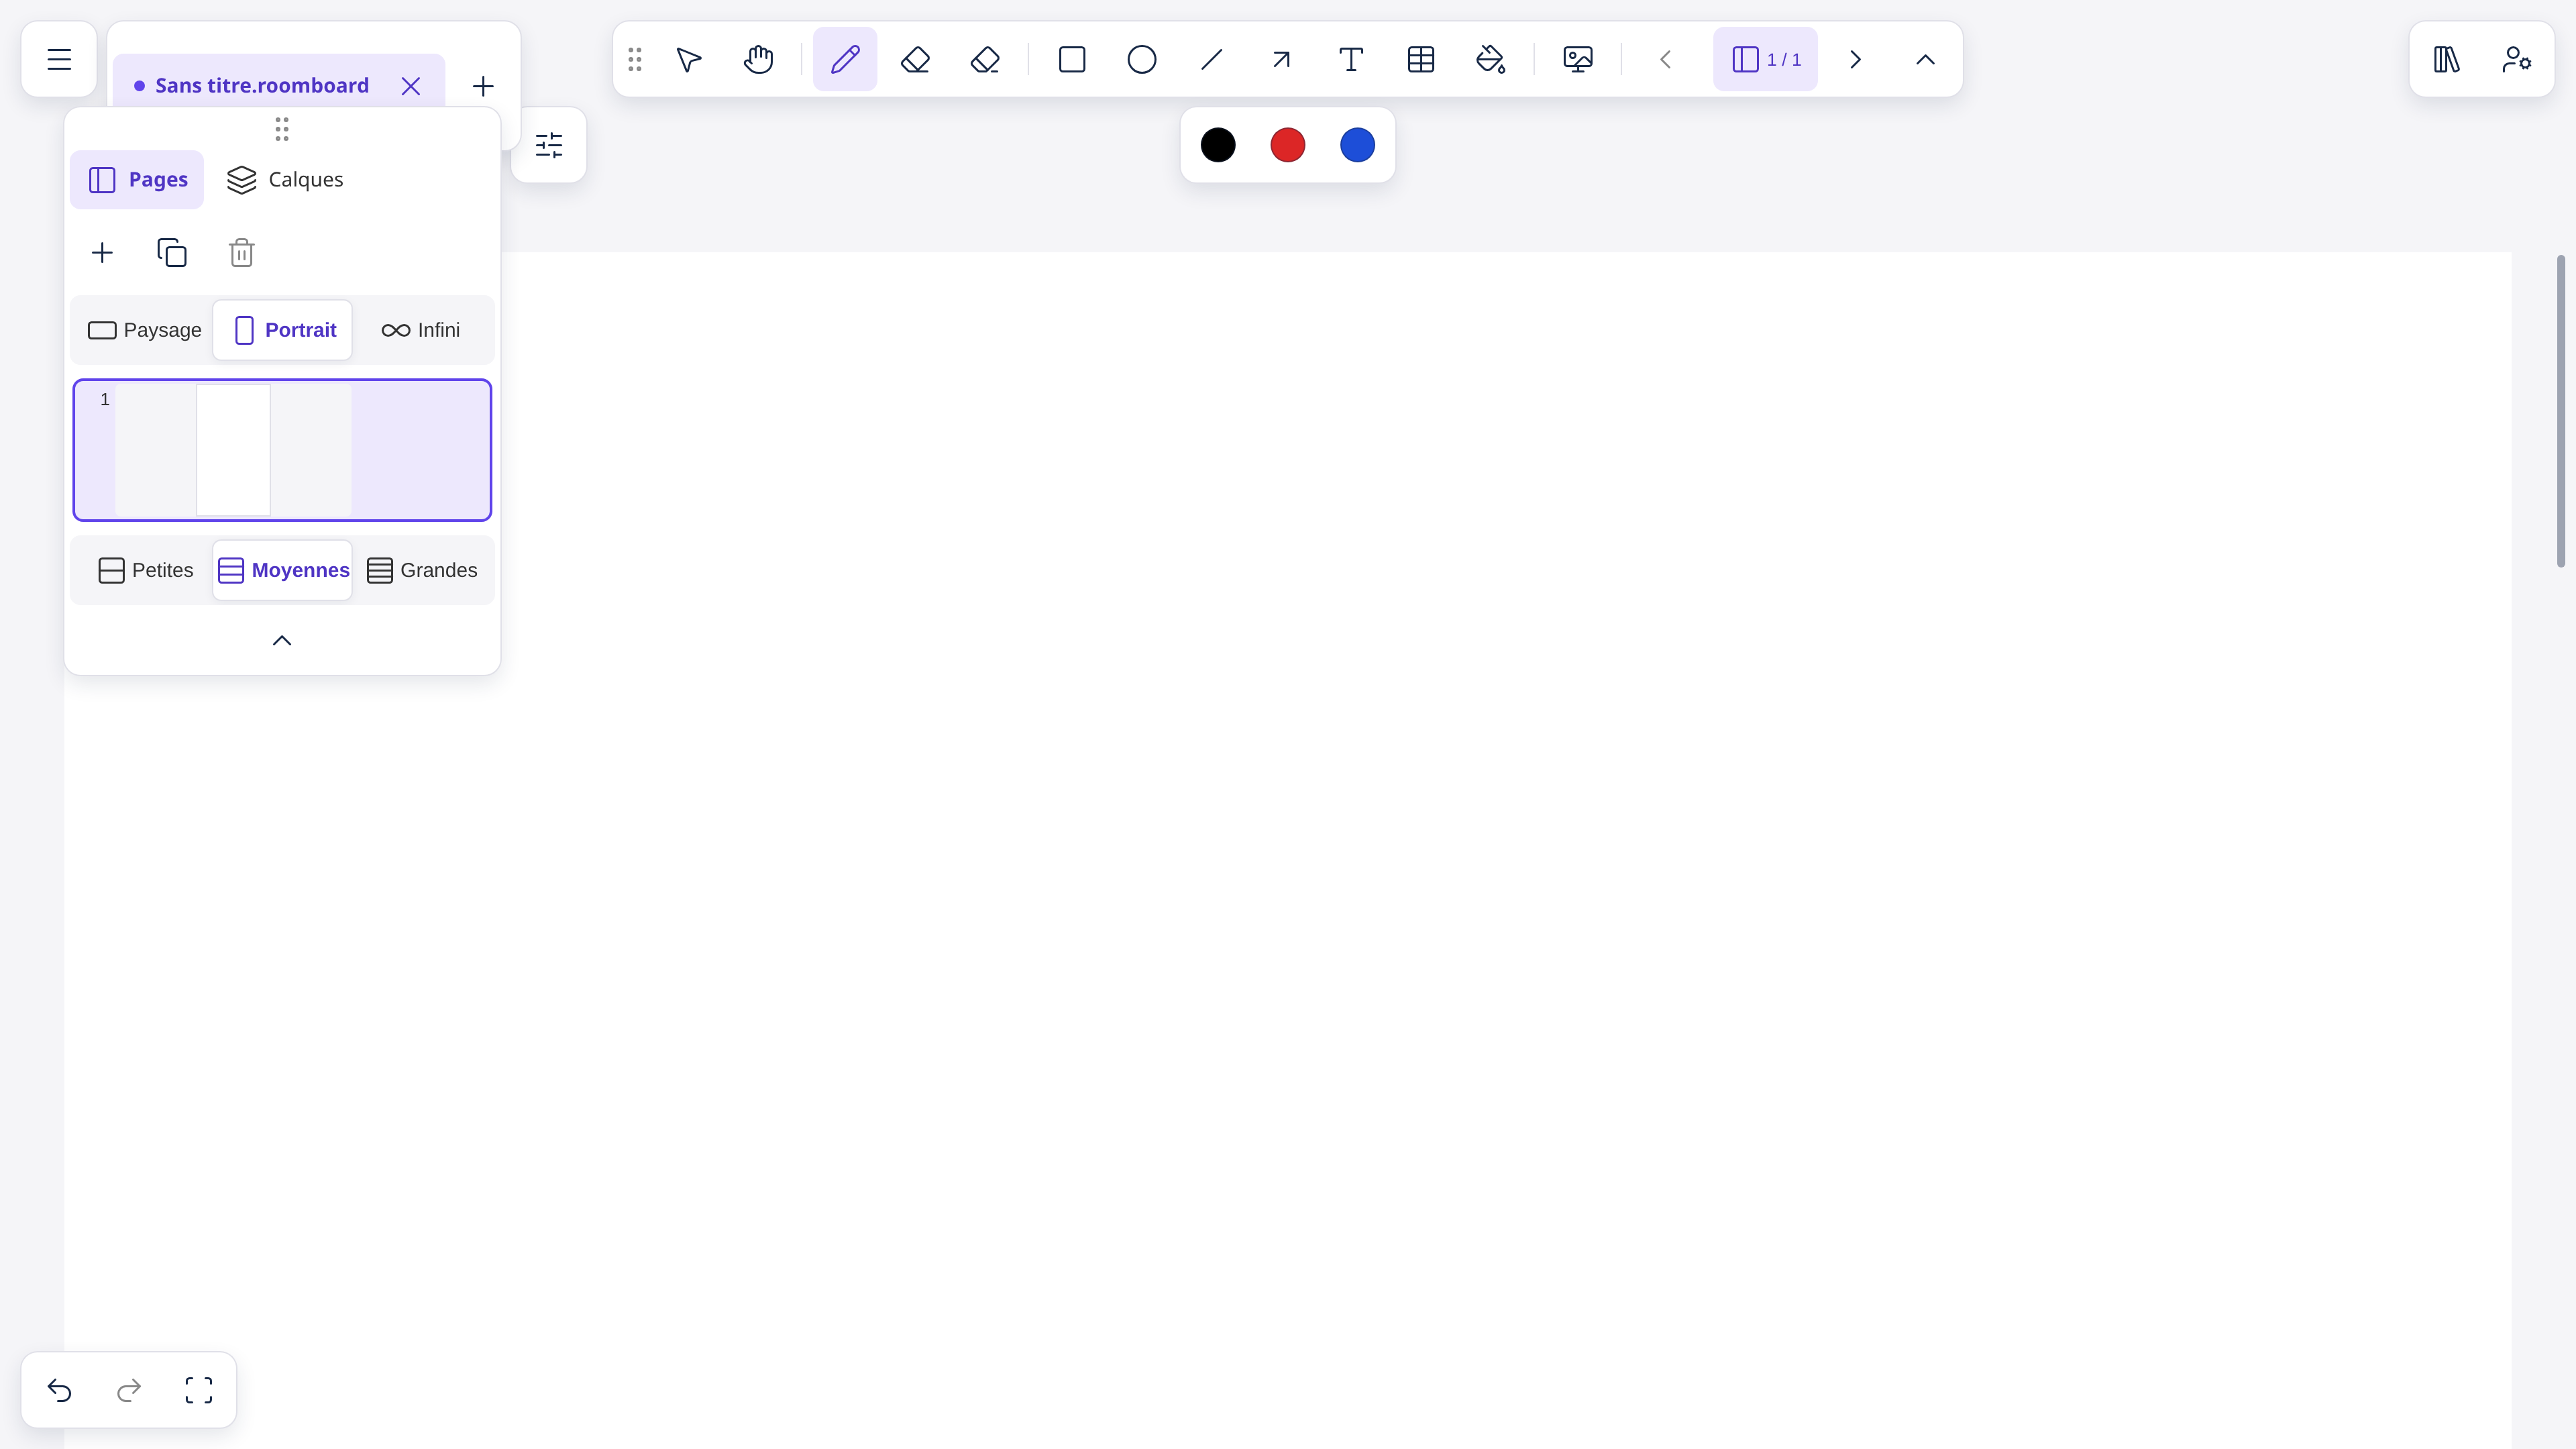 Sans titre.roomboard
1 / 1
Pages Calques
Paysage Portrait Infini
1
Petites Moyennes Grandes